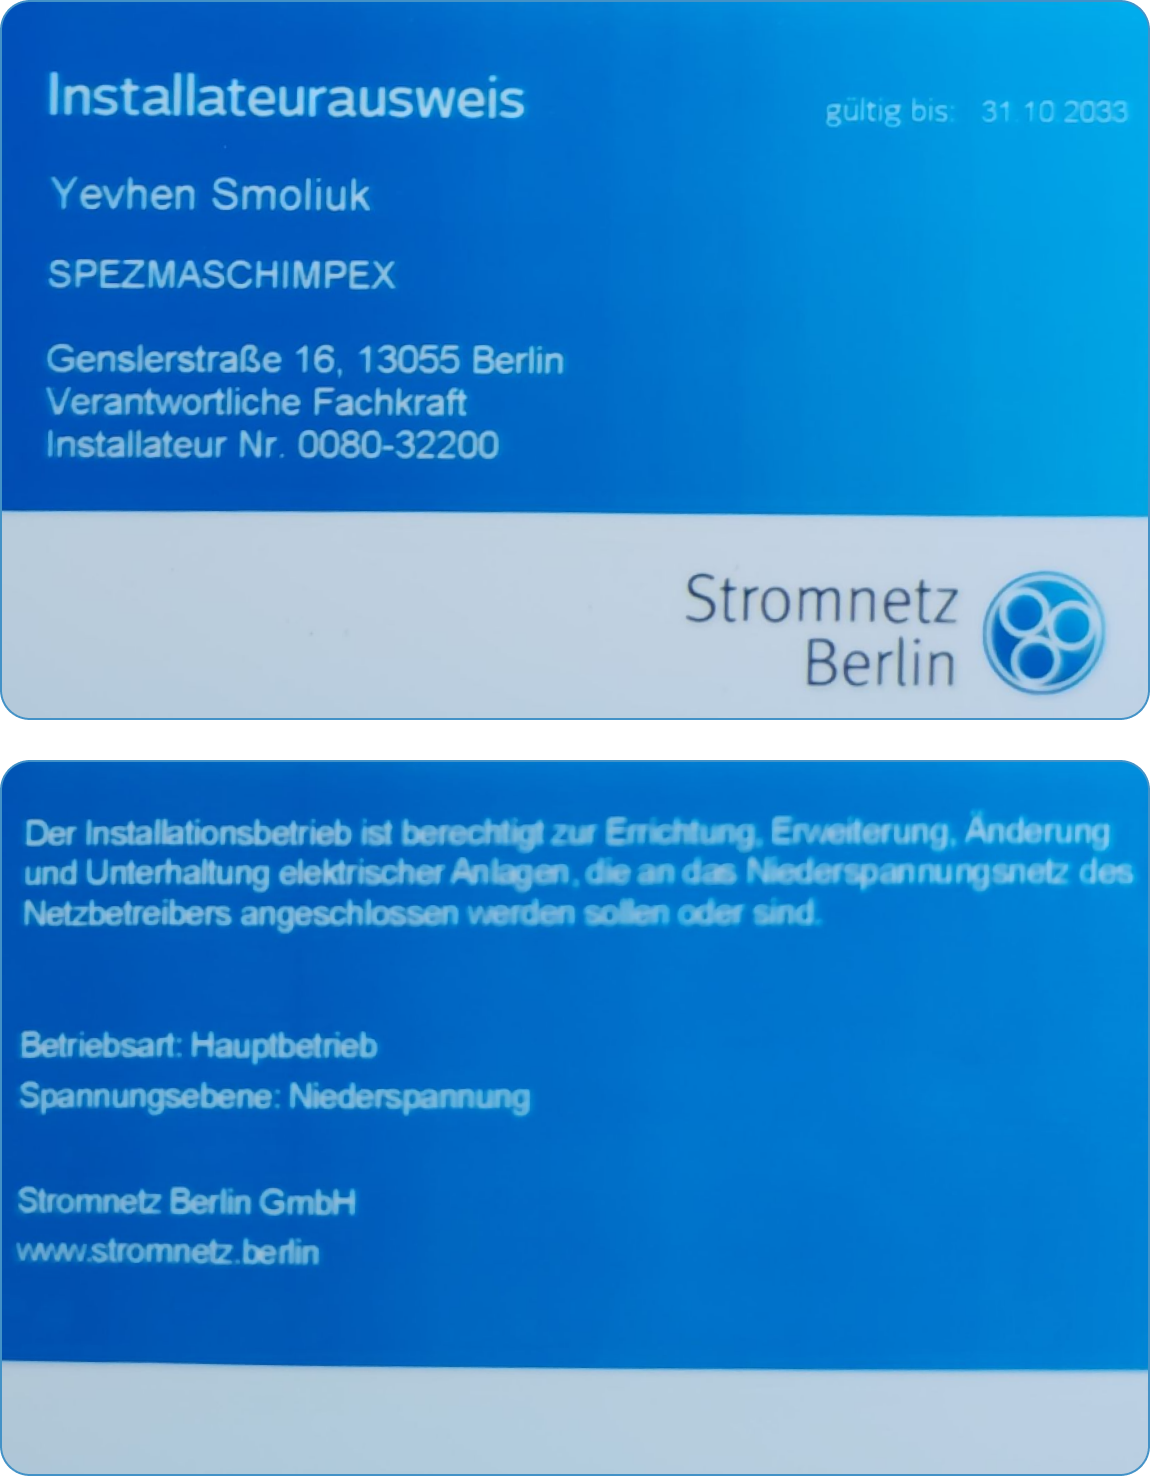 Installateurausweis
gültig bis: 31.10.2033
Yevhen Smoliuk
SPEZMASCHIMPEX
Genslerstraße 16, 13055 Berlin
Verantwortliche Fachkraft
Installateur Nr. 0080-32200
Stromnetz
Berlin
Der Installationsbetrieb ist berechtigt zur Errichtung, Erweiterung, Änderung
und Unterhaltung elektrischer Anlagen, die an das Niederspannungsnetz des
Netzbetreibers angeschlossen werden sollen oder sind.
Betriebsart: Hauptbetrieb
Spannungsebene: Niederspannung
Stromnetz Berlin GmbH
www.stromnetz.berlin